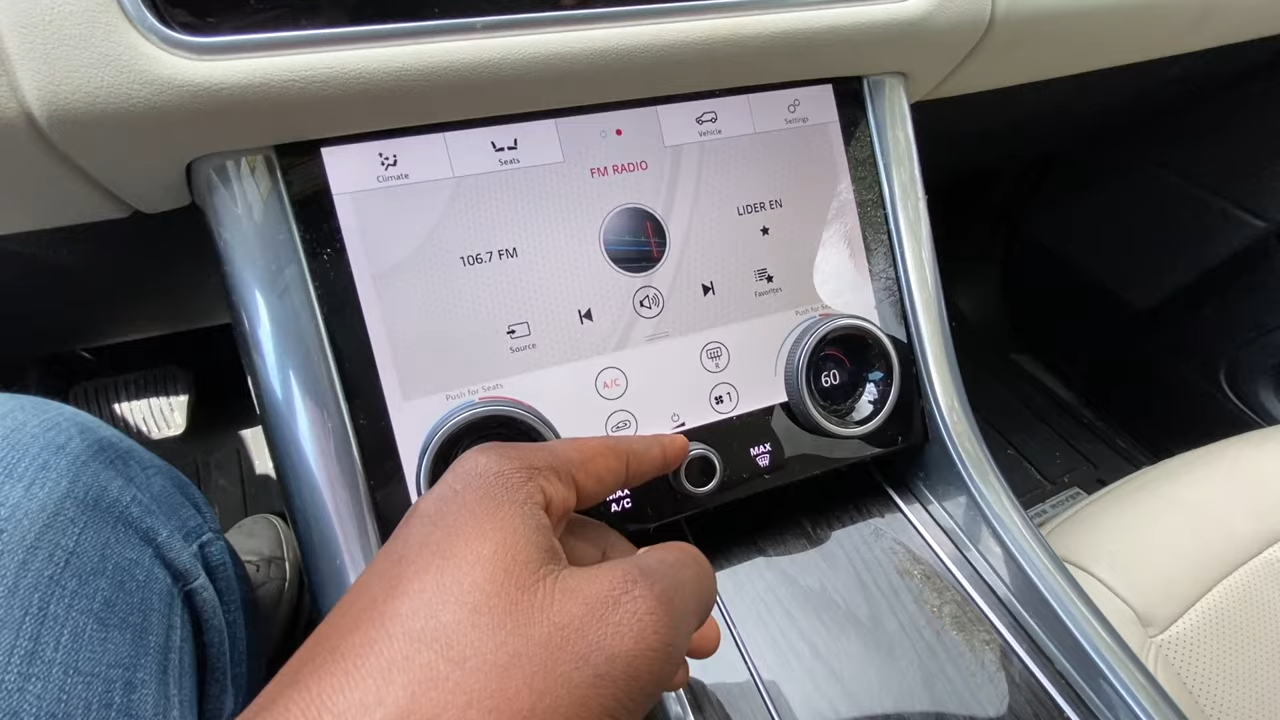 Climate
Seats
Vehicle
Settings
FM RADIO
106.7 FM
LIDER EN
Source
Favorites
Push for Seats
Push for
A/C
R
1
60
MAX
A/C
MAX